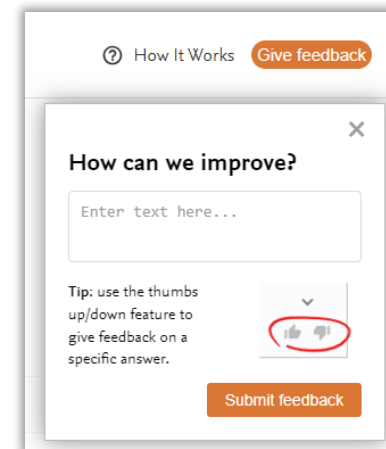 How It Works
Give feedback
How can we improve?
Enter text here...
Tip: use the thumbs
up/down feature to
give feedback on a
specific answer.
Submit feedback